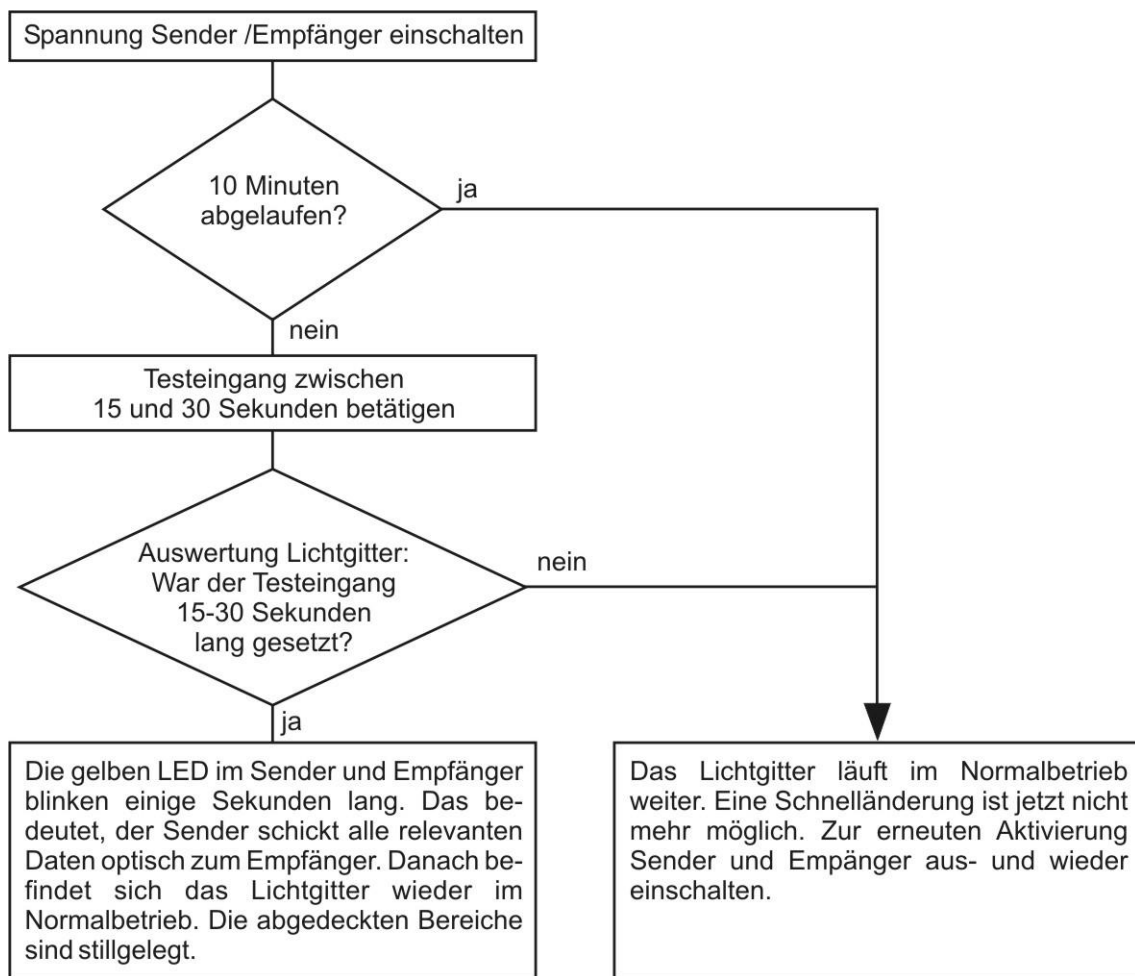 Spannung Sender /Empfänger einschalten
10 Minuten
abgelaufen?
ja
nein
Testeingang zwischen
15 und 30 Sekunden betätigen
Auswertung Lichtgitter:
War der Testeingang
15-30 Sekunden
lang gesetzt?
nein
ja
Die gelben LED im Sender und Empfänger
blinken einige Sekunden lang. Das be-
deutet, der Sender schickt alle relevanten
Daten optisch zum Empfänger. Danach be-
findet sich das Lichtgitter wieder im
Normalbetrieb. Die abgedeckten Bereiche
sind stillgelegt.
Das Lichtgitter läuft im Normalbetrieb
weiter. Eine Schnelländerung ist jetzt nicht
mehr möglich. Zur erneuten Aktivierung
Sender und Empänger aus- und wieder
einschalten.